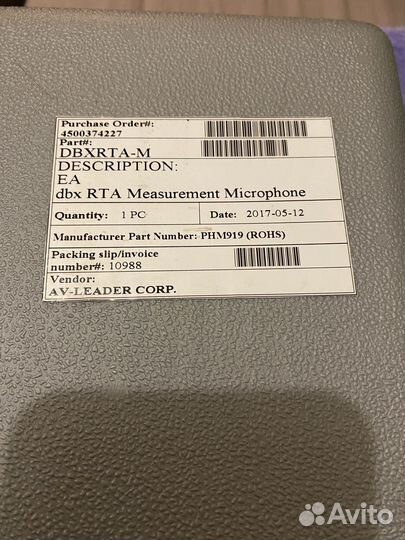 Purchase Order#:
4500374227
Part#:
DBXRTA-M
DESCRIPTION:
EA
dbx RTA Measurement Microphone
Quantity: 1 PC Date: 2017-05-12
Manufacturer Part Number: PHM919 (ROHS)
Packing slip/invoice
number#: 10988
Vendor:
AV-LEADER CORP.
Avito